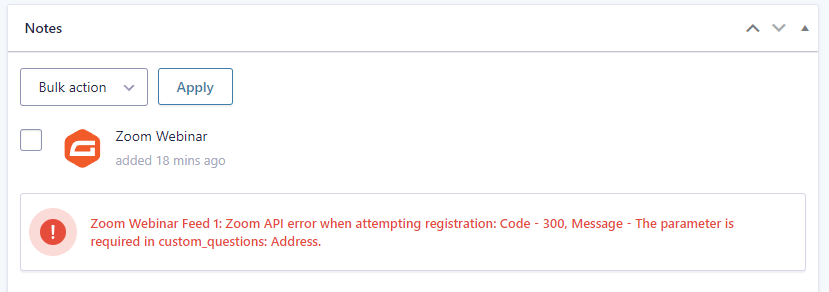 Notes
Bulk action
Apply
Zoom Webinar
added 18 mins ago
Zoom Webinar Feed 1: Zoom API error when attempting registration: Code - 300, Message - The parameter is
required in custom_questions: Address.